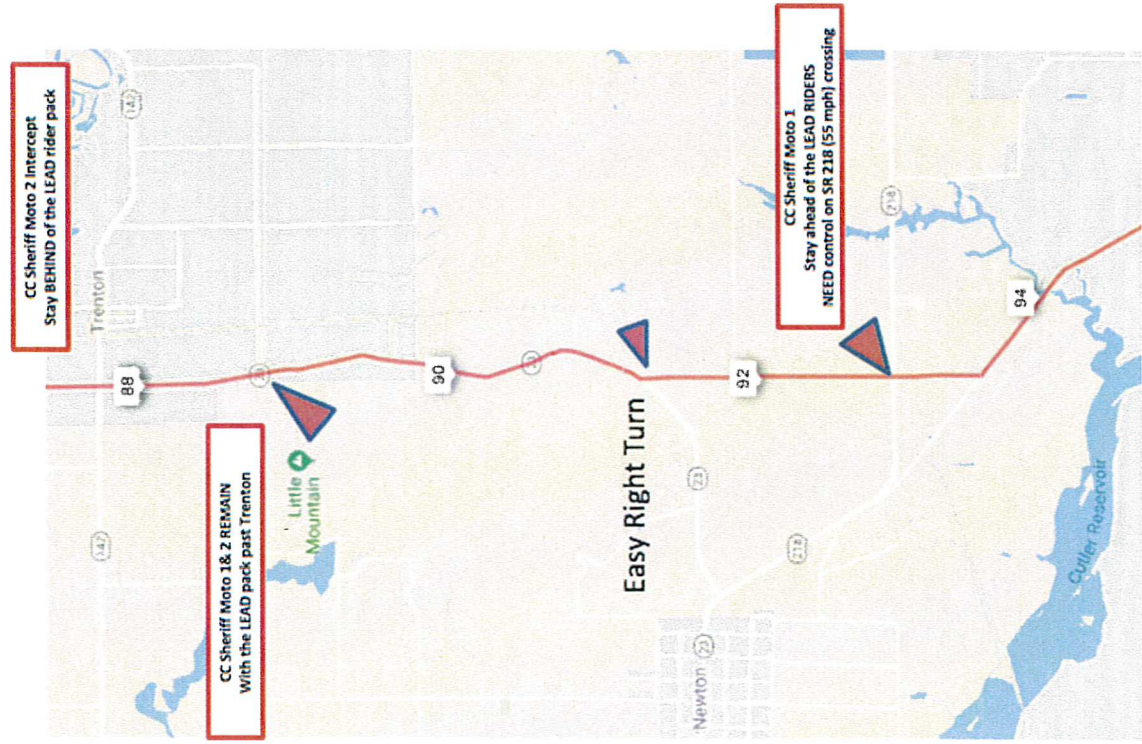 CC Sheriff Moto 2 Intercept
Stay BEHIND of the LEAD rider pack
142
Trenton
88
142
CC Sheriff Moto 1& 2 REMAIN
With the LEAD pack past Trenton
Little
Mountain
90
Easy Right Turn
23
92
CC Sheriff Moto 1
Stay ahead of the LEAD RIDERS
NEED control on SR 218 (55 mph) crossing
218
218
Newton
23
94
Cutler Reservoir